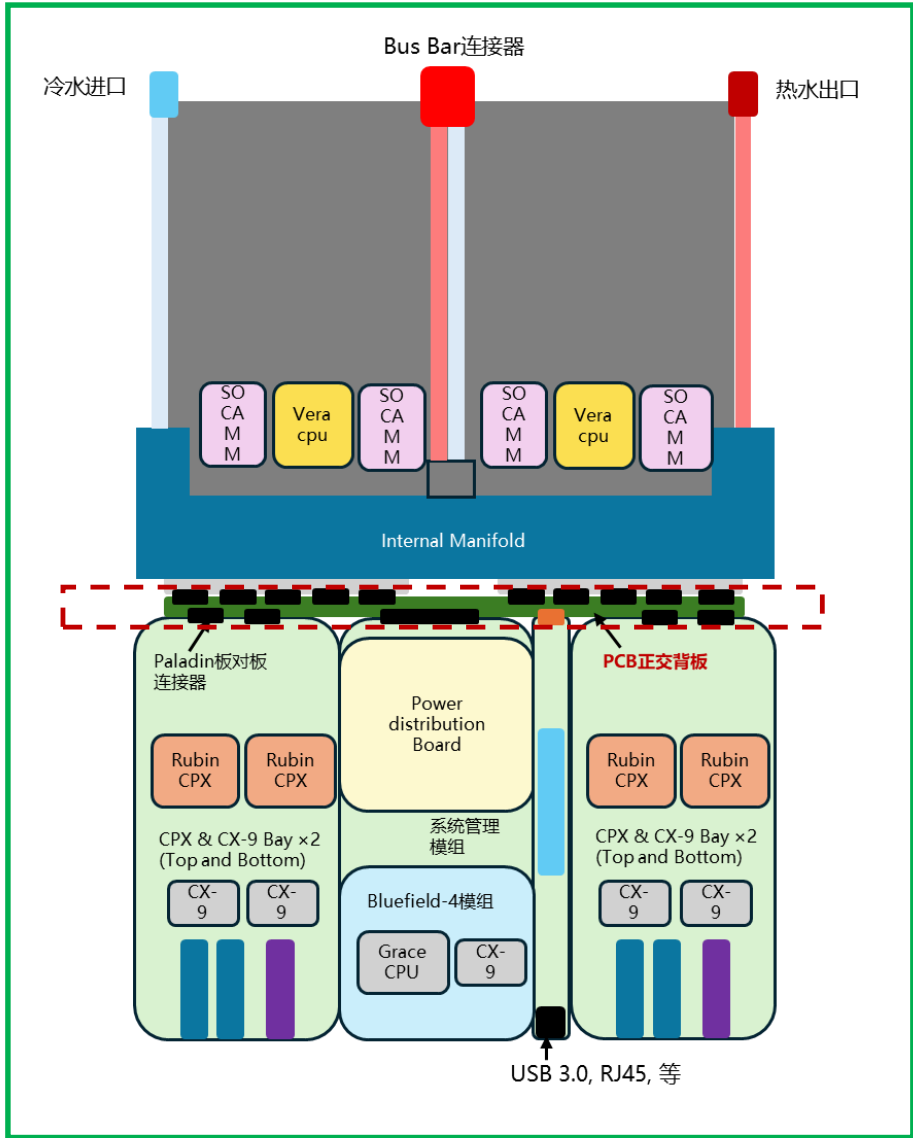 Bus Bar连接器
冷水进口
热水出口
SO
CA
M
M
Vera
cpu
SO
CA
M
M
SO
CA
M
M
Vera
cpu
SO
CA
M
M
Internal Manifold
Paladin板对板
连接器
PCB正交背板
Power
distribution
Board
Rubin
CPX
Rubin
CPX
Rubin
CPX
Rubin
CPX
系统管理
模组
CPX & CX-9 Bay ×2
(Top and Bottom)
CPX & CX-9 Bay ×2
(Top and Bottom)
CX-
9
CX-
9
Bluefield-4模组
Grace
CPU
CX-
9
CX-
9
CX-
9
USB 3.0, RJ45, 等